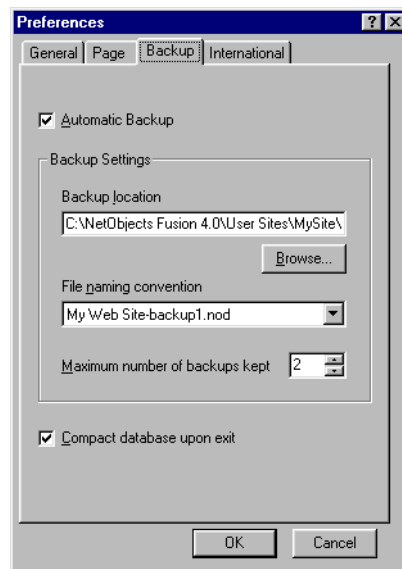 Preferences
General Page Backup International
Automatic Backup
Backup Settings
Backup location
C:\NetObjects Fusion 4.0\User Sites\MySite\
Browse...
File naming convention
My Web Site-backup1.nod
Maximum number of backups kept 2
Compact database upon exit
OK Cancel